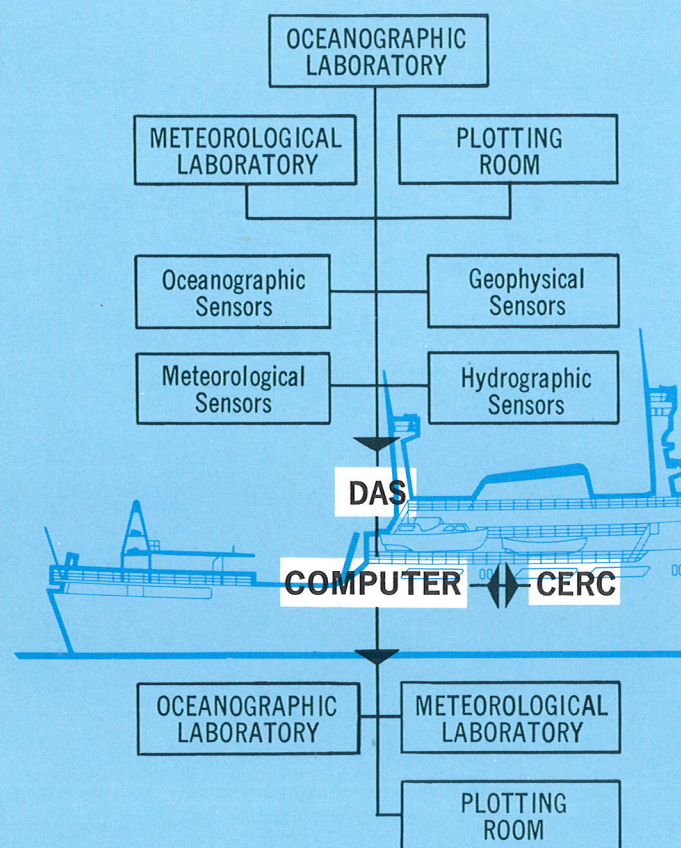 OCEANOGRAPHIC
LABORATORY
METEOROLOGICAL
LABORATORY
PLOTTING
ROOM
Oceanographic
Sensors
Geophysical
Sensors
Meteorological
Sensors
Hydrographic
Sensors
DAS
COMPUTER
CERC
OCEANOGRAPHIC
LABORATORY
METEOROLOGICAL
LABORATORY
PLOTTING
ROOM